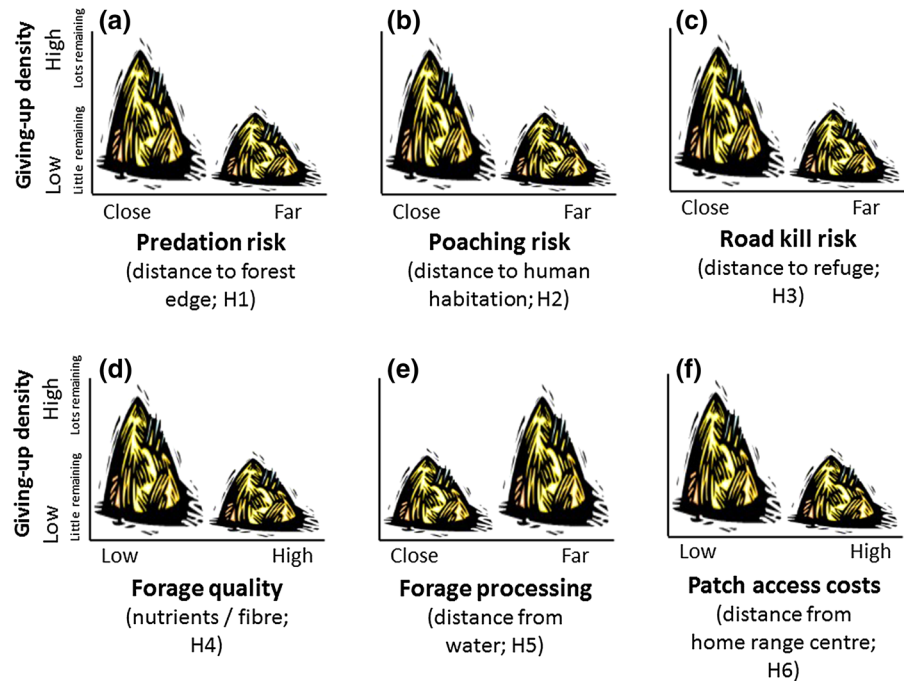 (a)
(b)
(c)
Giving-up density
High
Lots remaining
Low
Little remaining
Close Far
Predation risk
(distance to forest
edge; H1)
Close Far
Poaching risk
(distance to human
habitation; H2)
Close Far
Road kill risk
(distance to refuge;
H3)
(d)
(e)
(f)
Giving-up density
High
Lots remaining
Low
Little remaining
Low High
Forage quality
(nutrients / fibre;
H4)
Close Far
Forage processing
(distance from
water; H5)
Low High
Patch access costs
(distance from
home range centre;
H6)